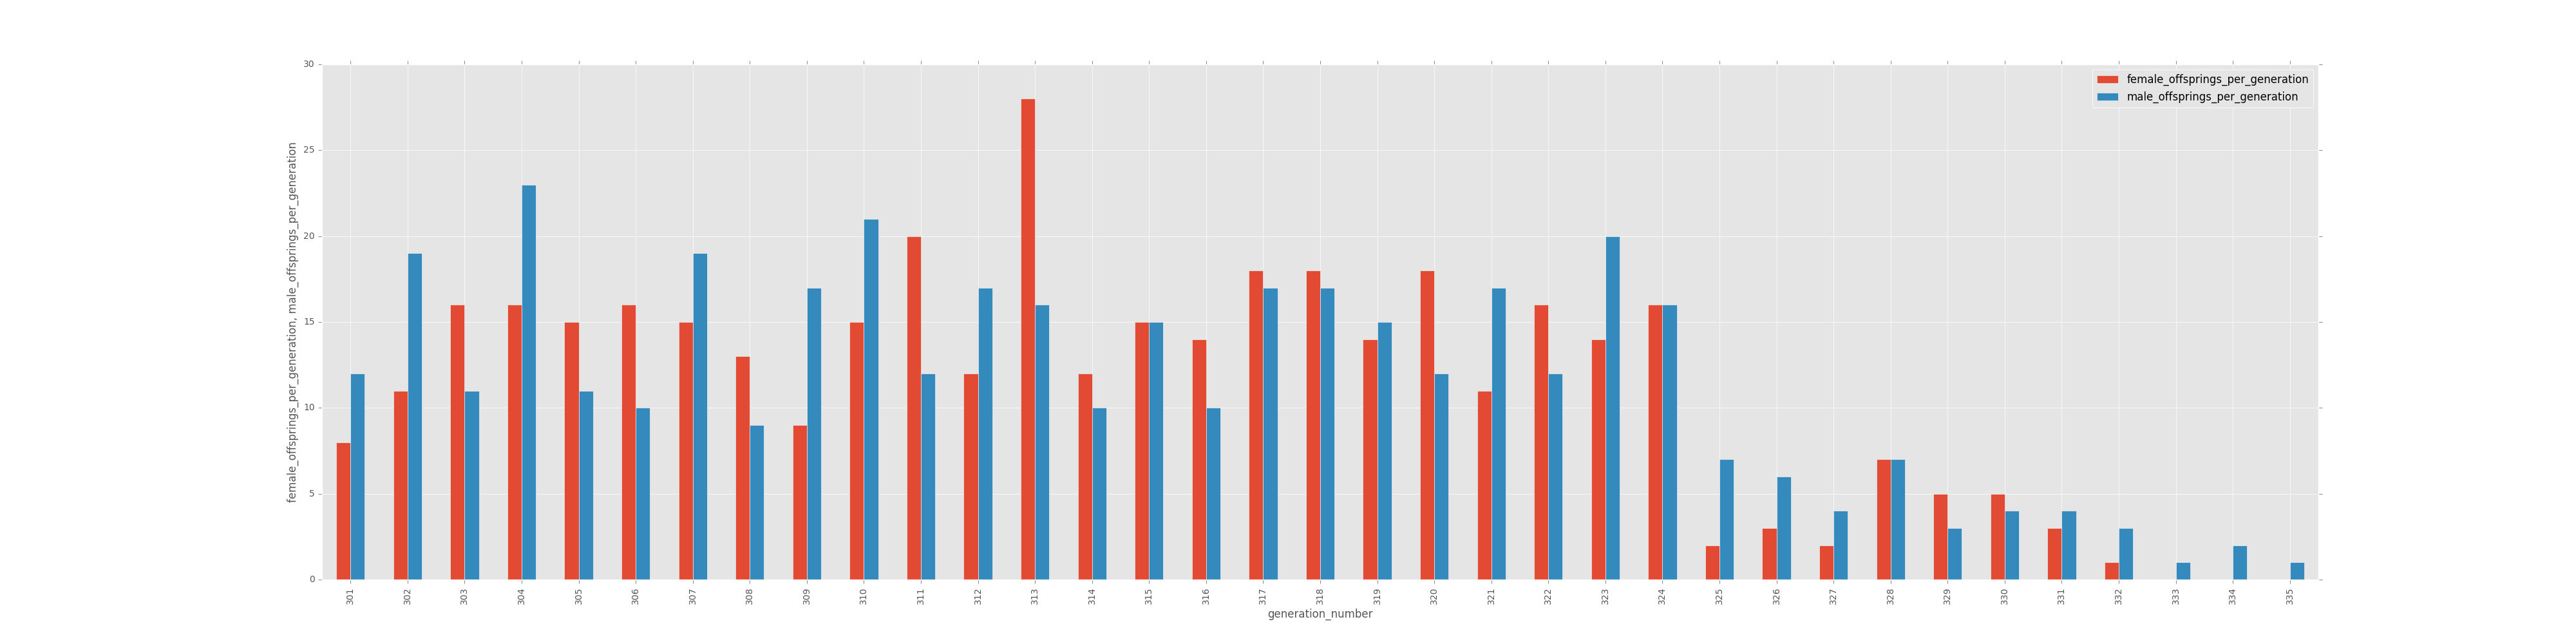 30
25
20
15
10
5
0
female_offsprings_per_generation, male_offsprings_per_generation
female_offsprings_per_generation
male_offsprings_per_generation
301 302 303 304 305 306 307 308 309 310 311 312 313 314 315 316 317 318 319 320 321 322 323 324 325 326 327 328 329 330 331 332 333 334 335
generation_number